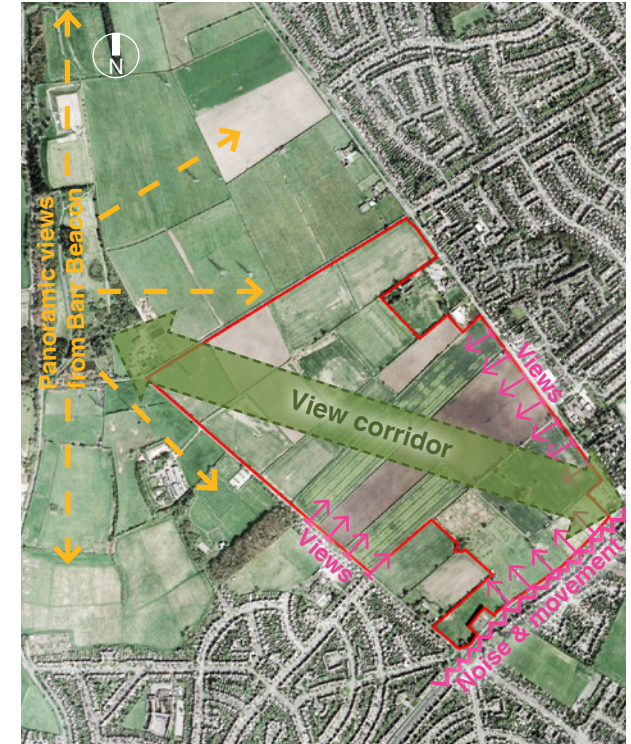 N
Panoramic views
from Barr Beacon
View corridor
Views
Views
Noise & movement